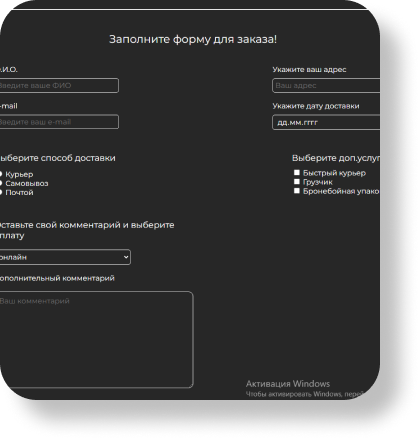 Заполните форму для заказа!
.И.О.
Укажите ваш адрес
Введите ваше ФИО
Ваш адрес
-mail
Укажите дату доставки
Введите ваш e-mail
дд.мм.гггг
ыберите способ доставки
Выберите доп.услуг
Курьер
Быстрый курьер
Самовывоз
Грузчик
Почтой
Бронебойная упако
Оставьте свой комментарий и выберите
плату
онлайн
ополнительный комментарий
Ваш комментарий
Активация Windows
Чтобы активировать Windows, перей